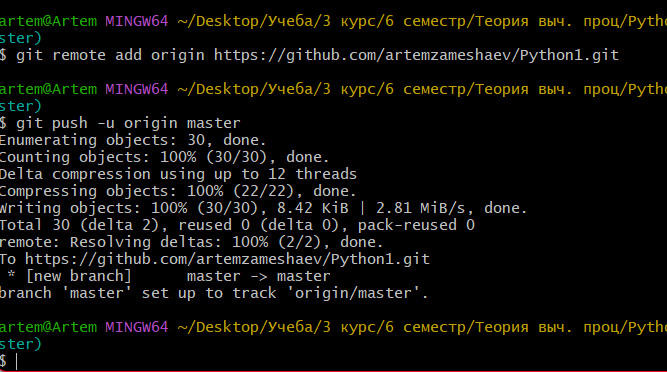 artem@Artem MINGW64 ~/Desktop/Учеба/3 курс/6 семестр/Теория выч. проц/Pytho
ster)
$ git remote add origin https://github.com/artemzameshaev/Python1.git
artem@Artem MINGW64 ~/Desktop/Учеба/3 курс/6 семестр/Теория выч. проц/Pytho
ster)
$ git push -u origin master
Enumerating objects: 30, done.
Counting objects: 100% (30/30), done.
Delta compression using up to 12 threads
Compressing objects: 100% (22/22), done.
Writing objects: 100% (30/30), 8.42 KiB | 2.81 MiB/s, done.
Total 30 (delta 2), reused 0 (delta 0), pack-reused 0
remote: Resolving deltas: 100% (2/2), done.
To https://github.com/artemzameshaev/Python1.git
* [new branch]      master -> master
branch 'master' set up to track 'origin/master'.
artem@Artem MINGW64 ~/Desktop/Учеба/3 курс/6 семестр/Теория выч. проц/Pytho
ster)
$